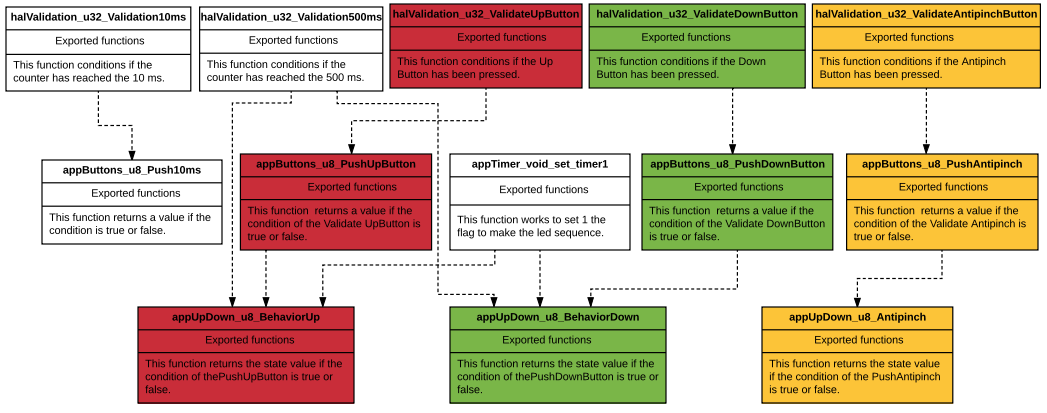 halValidation_u32_Validation10ms
Exported functions
This function conditions if the
counter has reached the 10 ms.
halValidation_u32_Validation500ms
Exported functions
This function conditions if the
counter has reached the 500 ms.
halValidation_u32_ValidateUpButton
Exported functions
This function conditions if the Up
Button has been pressed.
halValidation_u32_ValidateDownButton
Exported functions
This function conditions if the Down
Button has been pressed.
halValidation_u32_ValidateAntipinchButton
Exported functions
This function conditions if the Antipinch
Button has been pressed.
appButtons_u8_Push10ms
Exported functions
This function returns a value if the
condition is true or false.
appButtons_u8_PushUpButton
Exported functions
This function  returns a value if the
condition of the Validate UpButton is
true or false.
appTimer_void_set_timer1
Exported functions
This function works to set 1 the
flag to make the led sequence.
appButtons_u8_PushDownButton
Exported functions
This function  returns a value if the
condition of the Validate DownButton
is true or false.
appButtons_u8_PushAntipinch
Exported functions
This function  returns a value if the
condition of the Validate Antipinch is
true or false.
appUpDown_u8_BehaviorUp
Exported functions
This function returns the state value if the
condition of thePushUpButton is true or
false.
appUpDown_u8_BehaviorDown
Exported functions
This function returns the state value if the
condition of thePushDownButton is true or
false.
appUpDown_u8_Antipinch
Exported functions
This function returns the state value
if the condition of the PushAntipinch
is true or false.